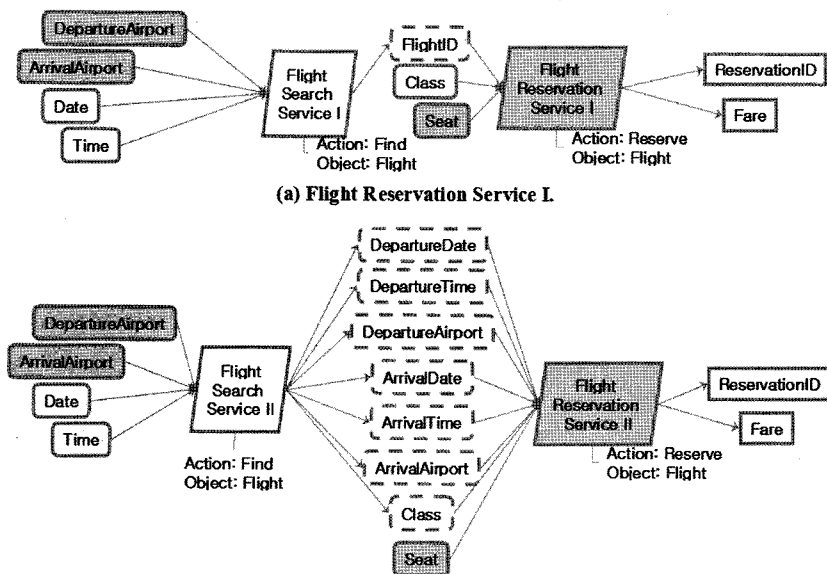 DepartureAirport
ArrivalAirport
Date
Time
Flight
Search
Service I
Action: Find
Object: Flight
FlightID
Class
Seat
Flight
Reservation
Service I
Action: Reserve
Object: Flight
ReservationID
Fare
(a) Flight Reservation Service I.
DepartureAirport
ArrivalAirport
Date
Time
Flight
Search
Service II
Action: Find
Object: Flight
DepartureDate
DepartureTime
DepartureAirport
ArrivalDate
ArrivalTime
ArrivalAirport
Class
Seat
Flight
Reservation
Service II
Action: Reserve
Object: Flight
ReservationID
Fare